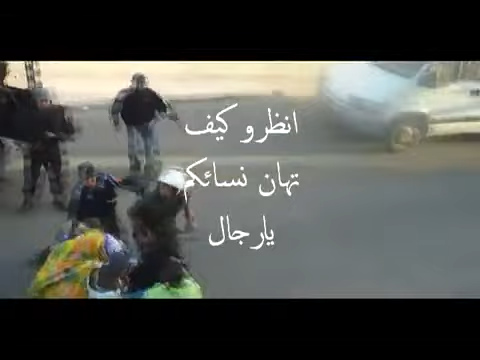 انظرو كيف
تهان نسائكم
يارجال